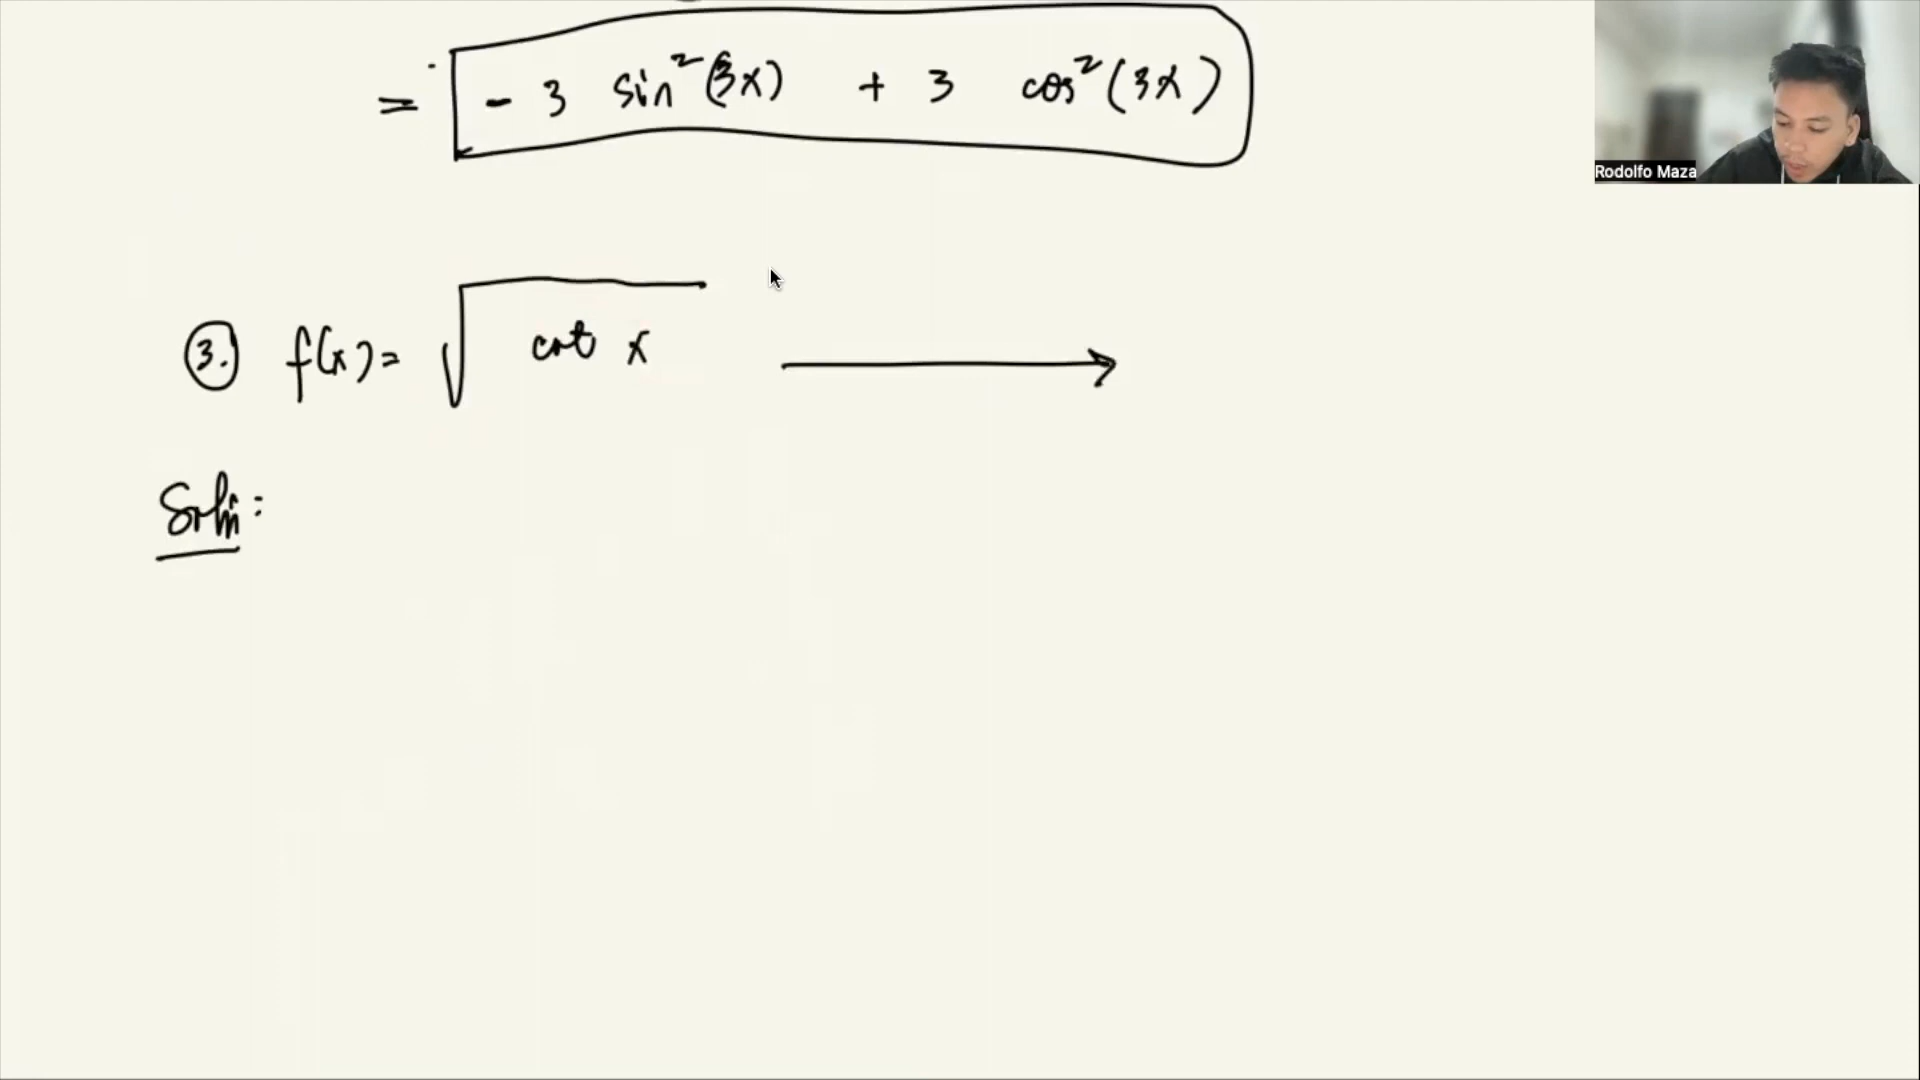 = - 3 sin²(3x) + 3 cos²(3x)
Rodolfo Maza
3. f(x) = √cot x →
Sol'n: